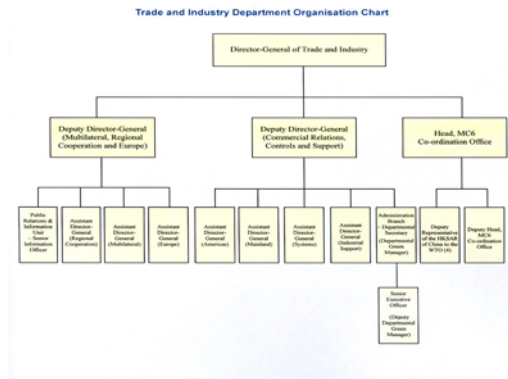 Trade and Industry Department Organisation Chart
Director-General of Trade and Industry
Deputy Director-General
(Multilateral, Regional
Cooperation and Europe)
Deputy Director-General
(Commercial Relations,
Controls and Support)
Head, MC6
Co-ordination Office
Public
Relations &
Information
Unit
- Senior
Information
Officer
Assistant
Director-
General
(Regional
Cooperation)
Assistant
Director-
General
(Multilateral)
Assistant
Director-
General
(Europe)
Assistant
Director-
General
(Americas)
Assistant
Director-
General
(Mainland)
Assistant
Director-
General
(Systems)
Assistant
Director-
General
(Industrial
Support)
Administration
Branch
- Departmental
Secretary
(Departmental
Green
Manager)
Deputy
Representative
of the HKSAR
of China to the
WTO (4)
Deputy Head,
MC6
Co-ordination
Office
Senior
Executive
Officer
(Deputy
Departmental
Green
Manager)